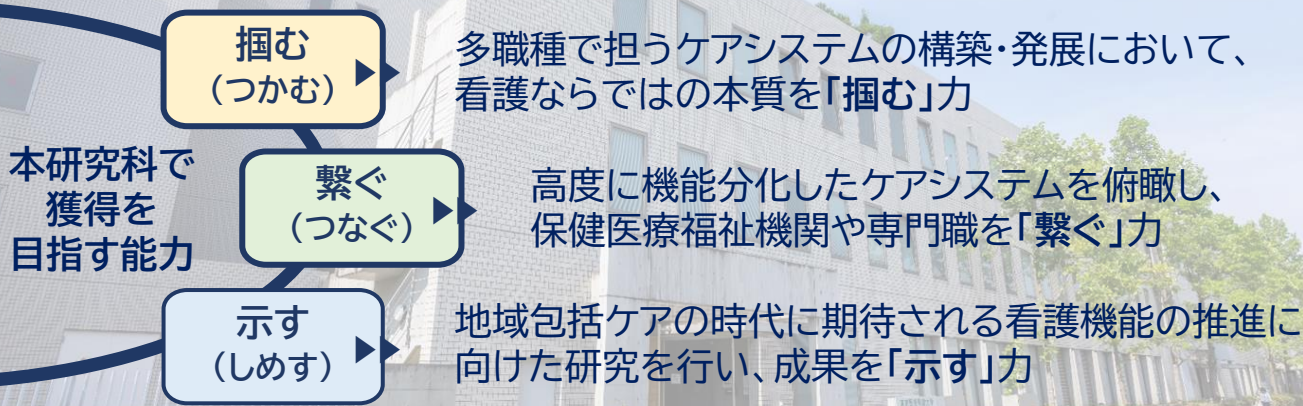 本研究科で
獲得を
目指す能力
掴む
（つかむ）
多職種で担うケアシステムの構築・発展において、
看護ならではの本質を「掴む」力
繋ぐ
（つなぐ）
高度に機能分化したケアシステムを俯瞰し、
保健医療福祉機関や専門職を「繋ぐ」力
示す
（しめす）
地域包括ケアの時代に期待される看護機能の推進に
向けた研究を行い、成果を「示す」力